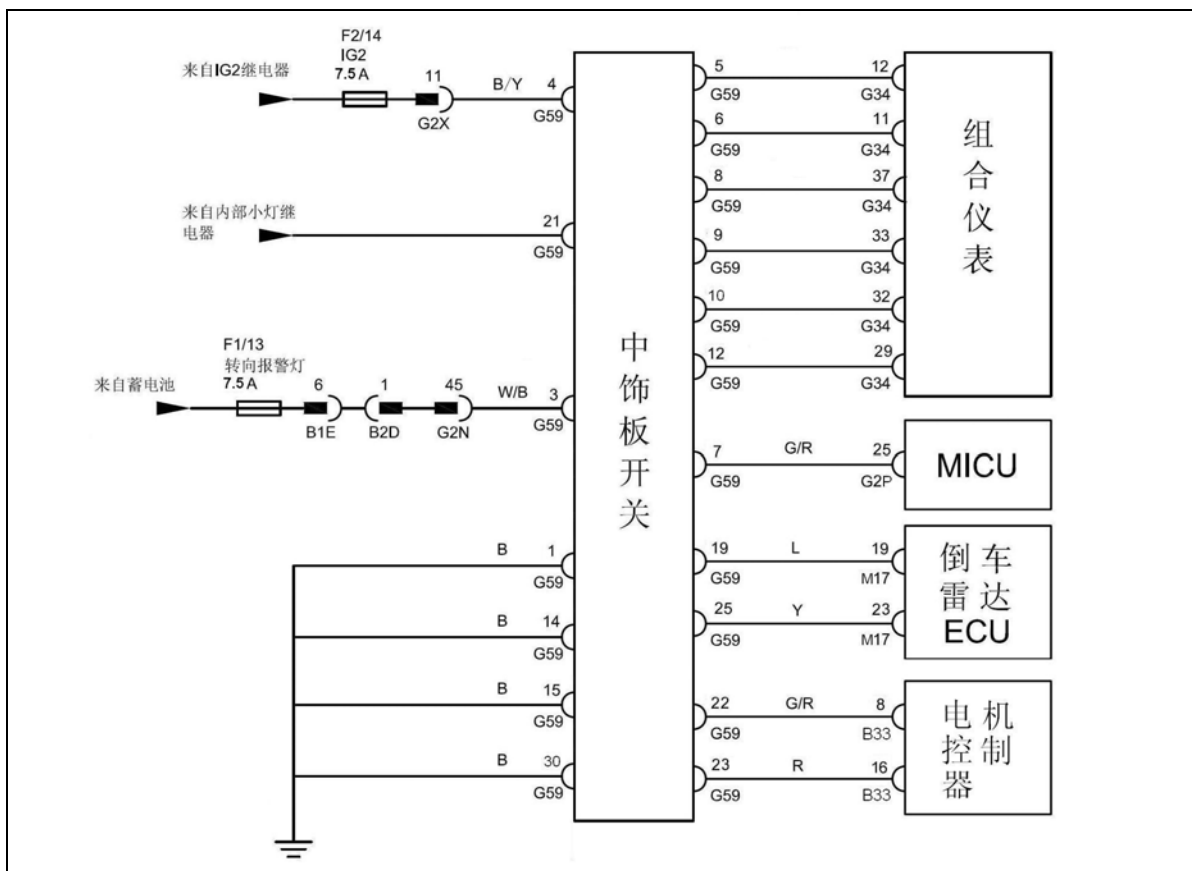 F2/14
IG2
7.5 A
来自IG2继电器
11
G2X
B/Y
4
G59
来自内部小灯继
电器
21
G59
F1/13
转向报警灯
7.5 A
来自蓄电池
6
B1E
1
B2D
45
G2N
W/B
3
G59
B
1
G59
B
14
G59
B
15
G59
B
30
G59
中饰板开关
5
G59
12
G34
6
G59
11
G34
8
G59
37
G34
9
G59
33
G34
10
G59
32
G34
12
G59
29
G34
组合仪表
7
G59
G/R
25
G2P
MICU
19
G59
L
19
M17
25
G59
Y
23
M17
倒车
雷达
ECU
22
G59
G/R
8
B33
23
G59
R
16
B33
电机
控制
器